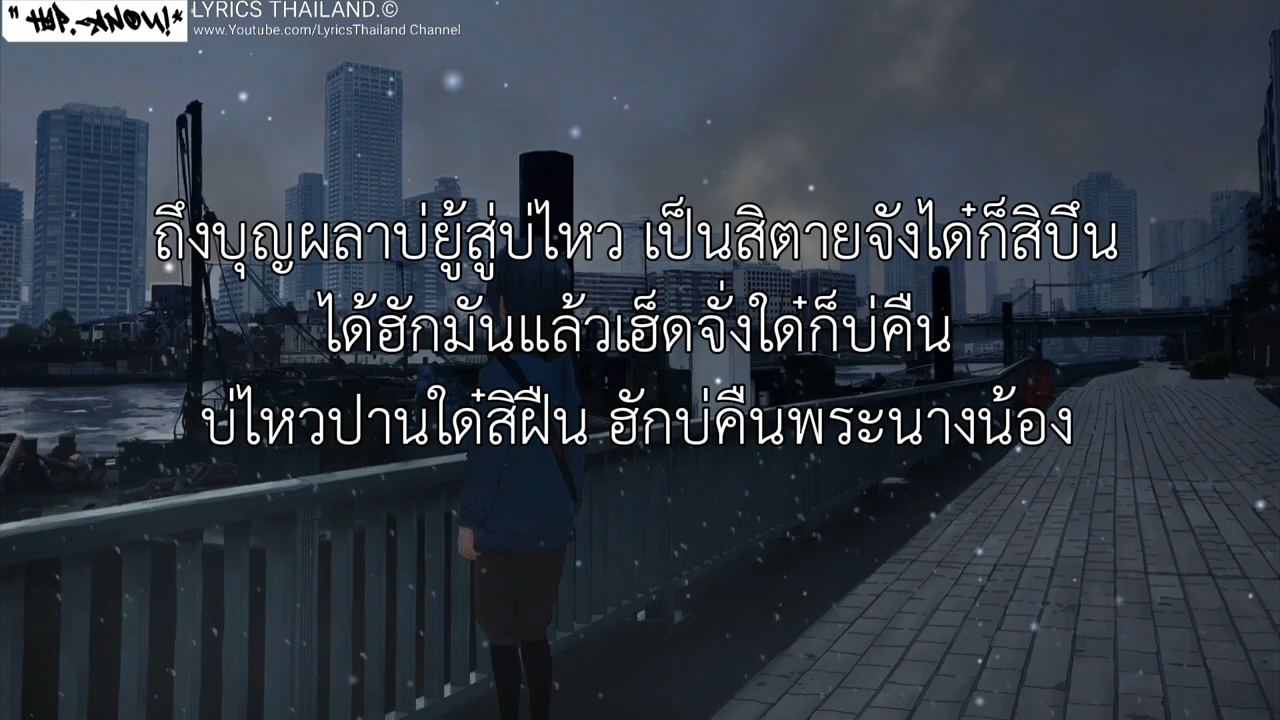 LYRICS THAILAND.©
www.Youtube.com/LyricsThailand Channel
ถึงบุญผลาบ่ยู้สู่บ่ไหว เป็นสิตายจังได๋ก็สิบืน
ได้ฮักมันแล้วเฮ็ดจั่งใด๋ก็บ่คืน
บ่ไหวปานใด๋สิฝืน ฮักบ่คืนพระนางน้อง